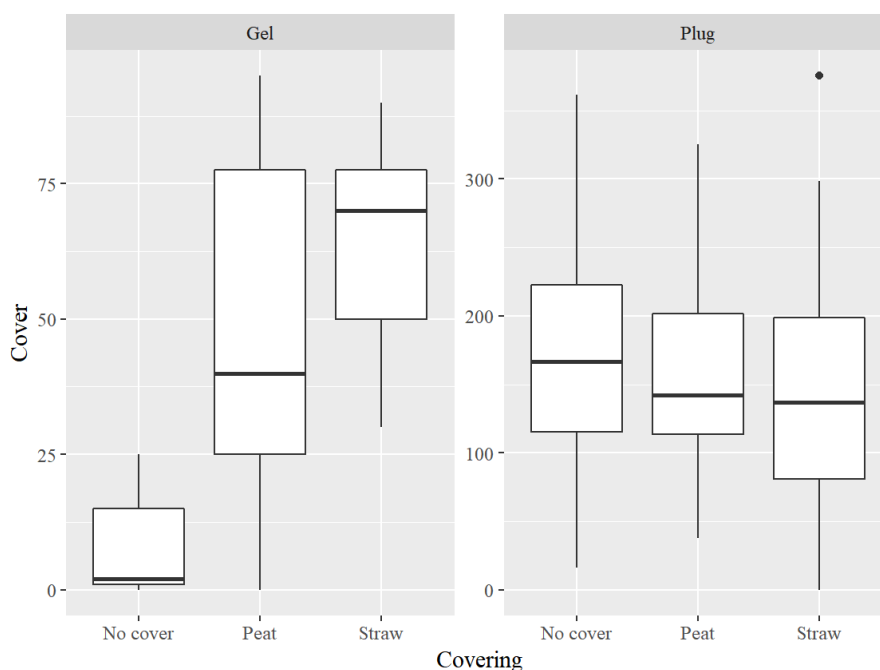 Gel
Plug
Cover
75
50
25
0
300
200
100
0
No cover Peat Straw
No cover Peat Straw
Covering